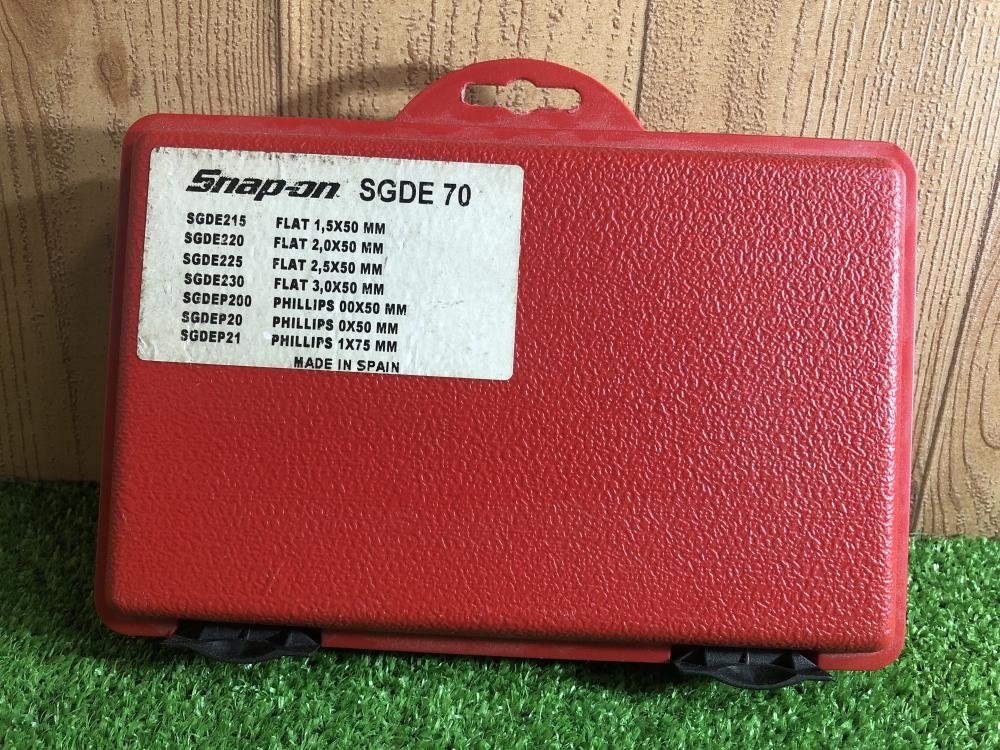 Snap-on SGDE 70
SGDE215 FLAT 1,5X50 MM
SGDE220 FLAT 2,0X50 MM
SGDE225 FLAT 2,5X50 MM
SGDE230 FLAT 3,0X50 MM
SGDEP200 PHILLIPS 00X50 MM
SGDEP20 PHILLIPS 0X50 MM
SGDEP21 PHILLIPS 1X75 MM
MADE IN SPAIN